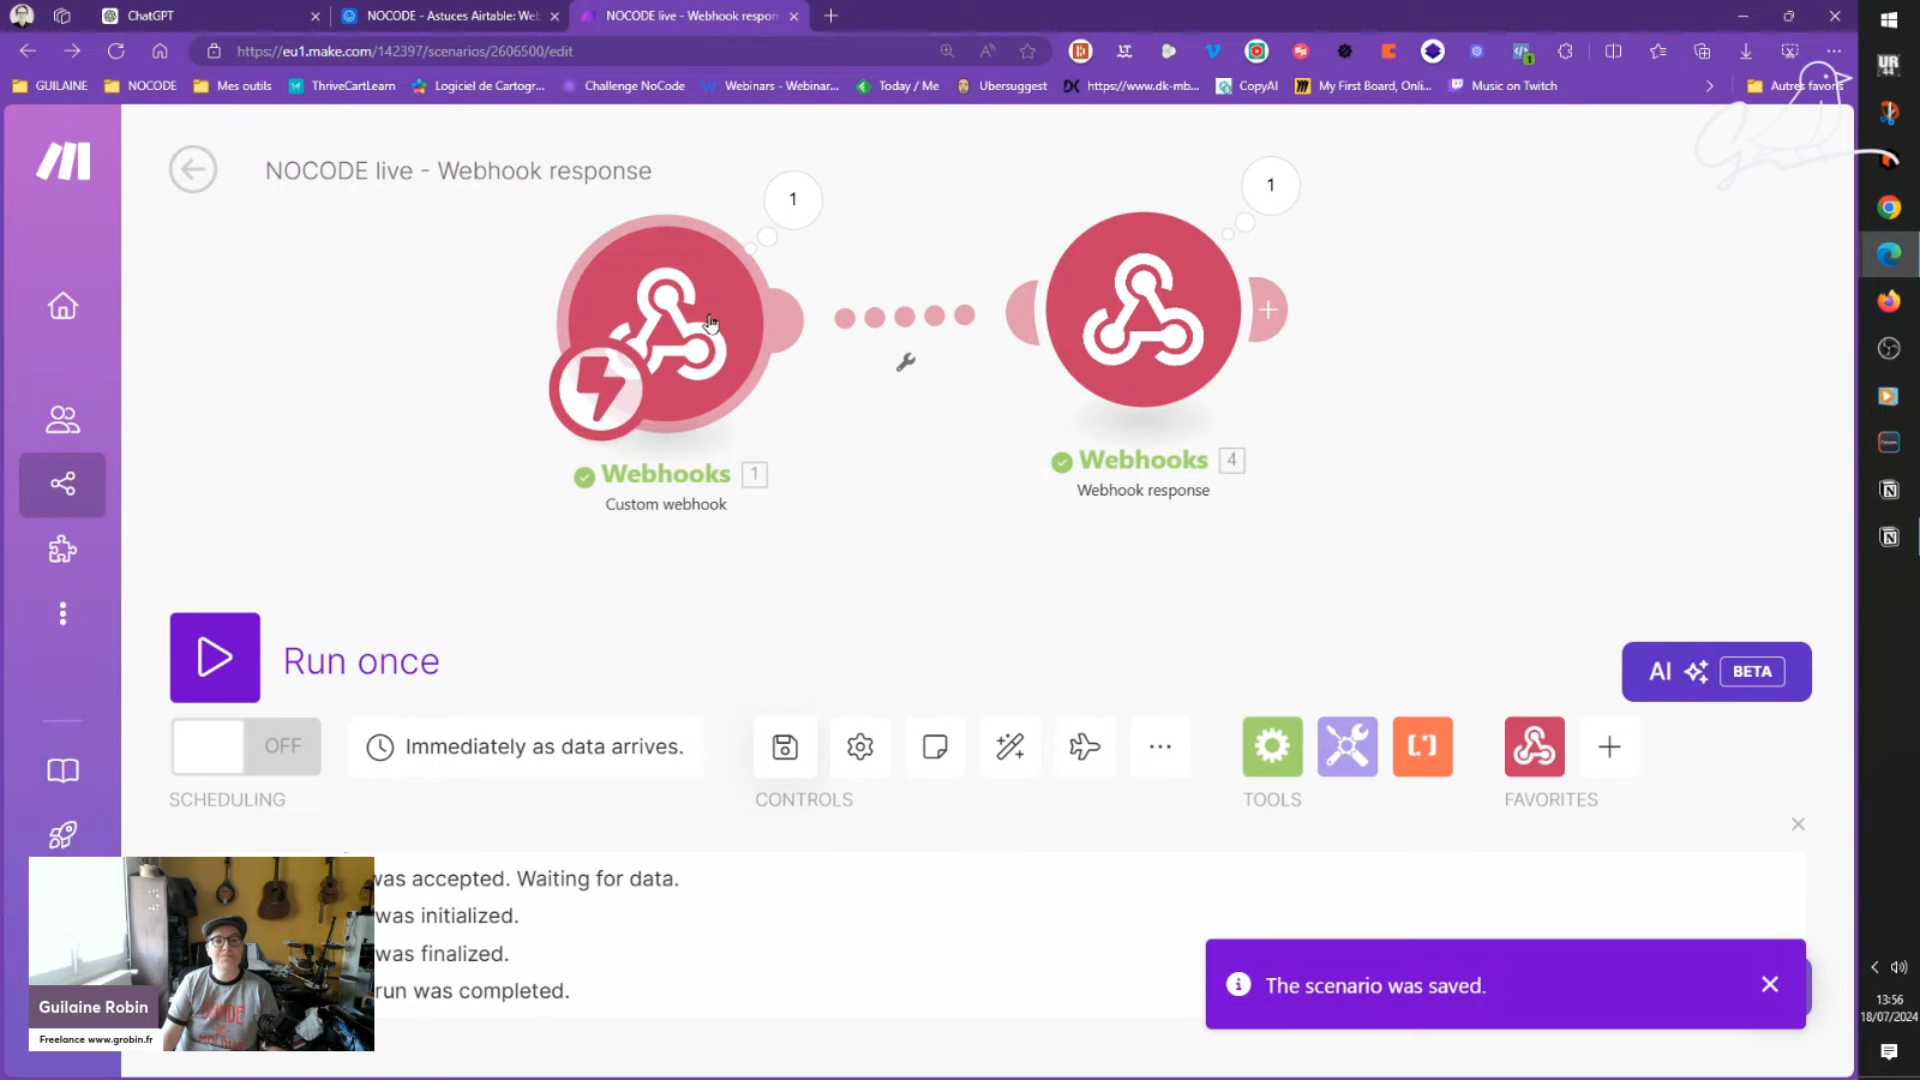 ChatGPT
NOCODE - Astuces Airtable: Wel
NOCODE live - Webhook respon
https://eu1.make.com/142397/scenarios/2606500/edit
GUILAINE
NOCODE
Mes outils
ThriveCartLearn
Logiciel de Cartogr...
Challenge NoCode
Webinars - Webinar...
Today / Me
Ubersuggest
https://www.dk-mb...
CopyAI
My First Board, Onli...
Music on Twitch
Autres favoris
NOCODE live - Webhook response
1
1
Webhooks 1
Custom webhook
Webhooks 4
Webhook response
Run once
AI BETA
OFF
Immediately as data arrives.
SCHEDULING
CONTROLS
TOOLS
FAVORITES
was accepted. Waiting for data.
was initialized.
was finalized.
run was completed.
The scenario was saved.
Guilaine Robin
Freelance www.grobin.fr
UR
44
13:56
18/07/2024